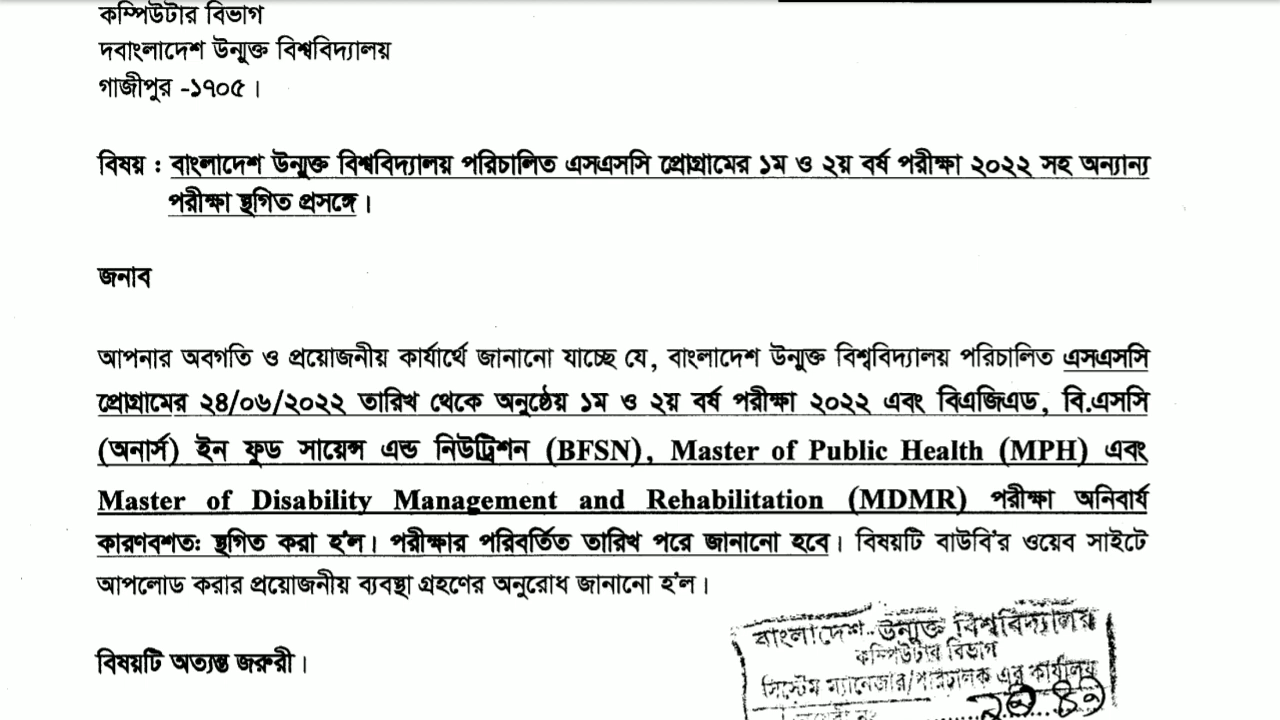 কম্পিউটার বিভাগ
দবাংলাদেশ উন্মুক্ত বিশ্ববিদ্যালয়
গাজীপুর -১৭০৫।
বিষয় : বাংলাদেশ উন্মুক্ত বিশ্ববিদ্যালয় পরিচালিত এসএসসি প্রোগ্রামের ১ম ও ২য় বর্ষ পরীক্ষা ২০২২ সহ অন্যান্য
পরীক্ষা স্থগিত প্রসঙ্গে।
জনাব
আপনার অবগতি ও প্রয়োজনীয় কার্যার্থে জানানো যাচ্ছে যে, বাংলাদেশ উন্মুক্ত বিশ্ববিদ্যালয় পরিচালিত এসএসসি
প্রোগ্রামের ২৪/০৬/২০২২ তারিখ থেকে অনুষ্ঠেয় ১ম ও ২য় বর্ষ পরীক্ষা ২০২২ এবং বিএজিএড, বি.এসসি
(অনার্স) ইন ফুড সায়েন্স এন্ড নিউট্রিশন (BFSN), Master of Public Health (MPH) এবং
Master of Disability Management and Rehabilitation (MDMR) পরীক্ষা অনিবার্য
কারণবশতঃ স্থগিত করা হ'ল। পরীক্ষার পরিবর্তিত তারিখ পরে জানানো হবে। বিষয়টি বাউবি'র ওয়েব সাইটে
আপলোড করার প্রয়োজনীয় ব্যবস্থা গ্রহণের অনুরোধ জানানো হ'ল।
বিষয়টি অত্যন্ত জরুরী।
বাংলাদেশ উন্মুক্ত বিশ্ববিদ্যালয়
কম্পিউটার বিভাগ
সিস্টেম ম্যানেজার/পরিচালক এর কার্যালয়